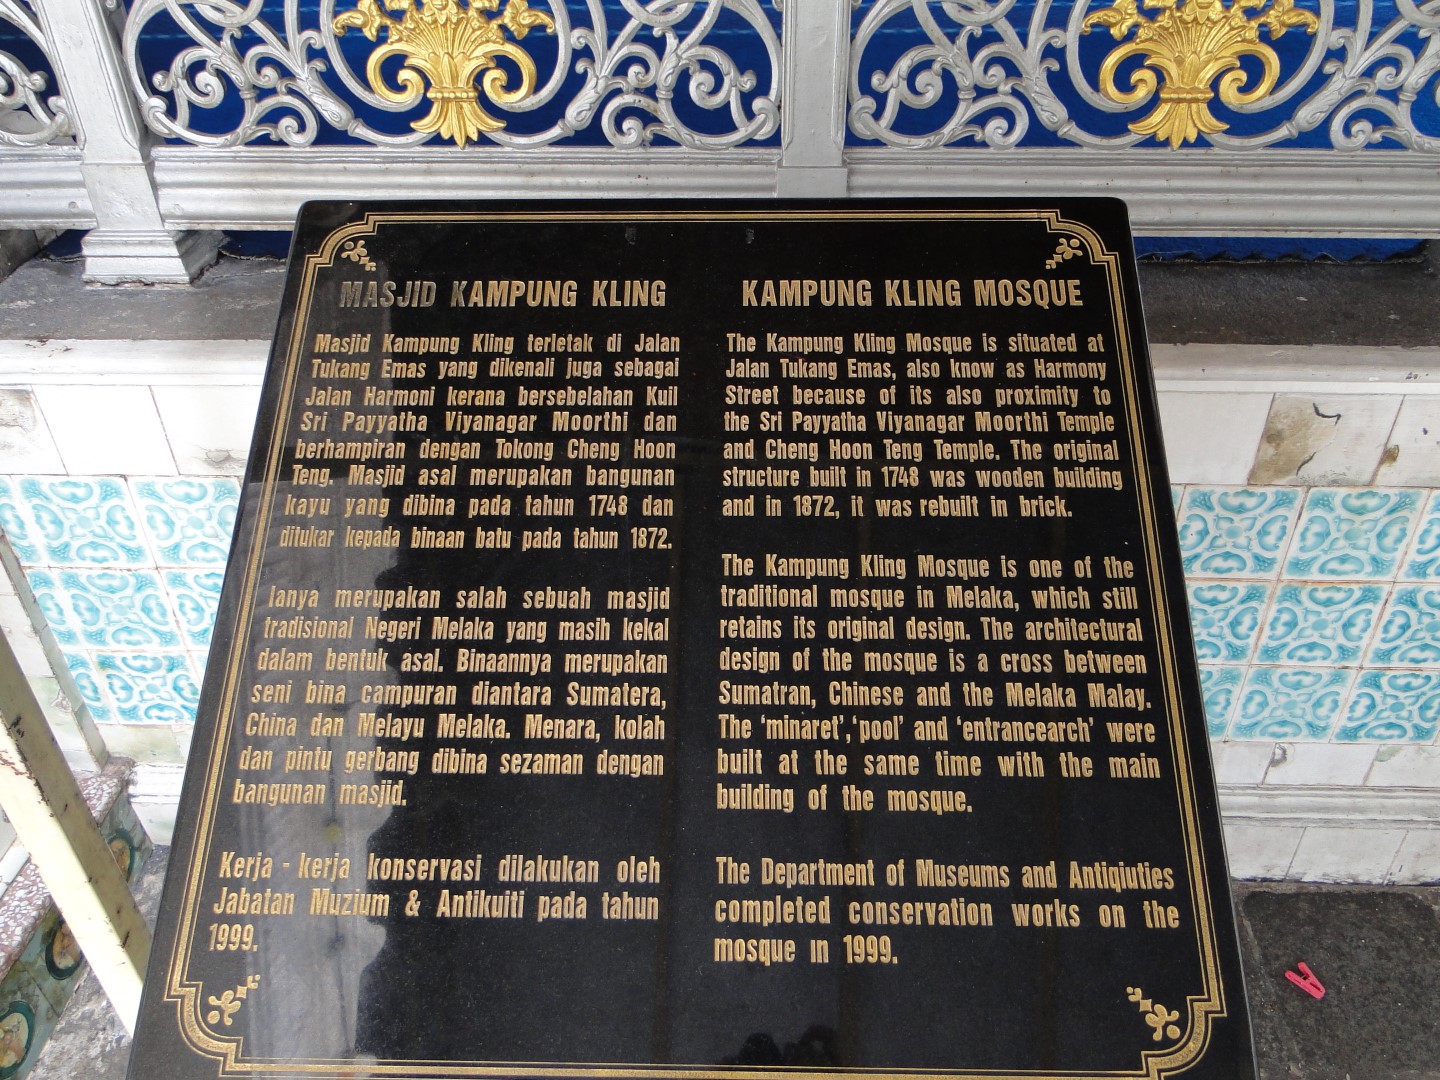 MASJID KAMPUNG KLING
Masjid Kampung Kling terletak di Jalan
Tukang Emas yang dikenali juga sebagai
Jalan Harmoni kerana bersebelahan Kuil
Sri Payyatha Viyanagar Moorthi dan
berhampiran dengan Tokong Cheng Hoon
Teng. Masjid asal merupakan bangunan
kayu yang dibina pada tahun 1748 dan
ditukar kepada binaan batu pada tahun 1872.
Ianya merupakan salah sebuah masjid
tradisional Negeri Melaka yang masih kekal
dalam bentuk asal. Binaannya merupakan
seni bina campuran diantara Sumatera,
China dan Melayu Melaka. Menara, kolah
dan pintu gerbang dibina sezaman dengan
bangunan masjid.
Kerja - kerja konservasi dilakukan oleh
Jabatan Muzium & Antikuiti pada tahun
1999.
KAMPUNG KLING MOSQUE
The Kampung Kling Mosque is situated at
Jalan Tukang Emas, also know as Harmony
Street because of its also proximity to
the Sri Payyatha Viyanagar Moorthi Temple
and Cheng Hoon Teng Temple. The original
structure built in 1748 was wooden building
and in 1872, it was rebuilt in brick.
The Kampung Kling Mosque is one of the
traditional mosque in Melaka, which still
retains its original design. The architectural
design of the mosque is a cross between
Sumatran, Chinese and the Melaka Malay.
The ‘minaret’, ‘pool’ and ‘entrancearch’ were
built at the same time with the main
building of the mosque.
The Department of Museums and Antiqiuties
completed conservation works on the
mosque in 1999.